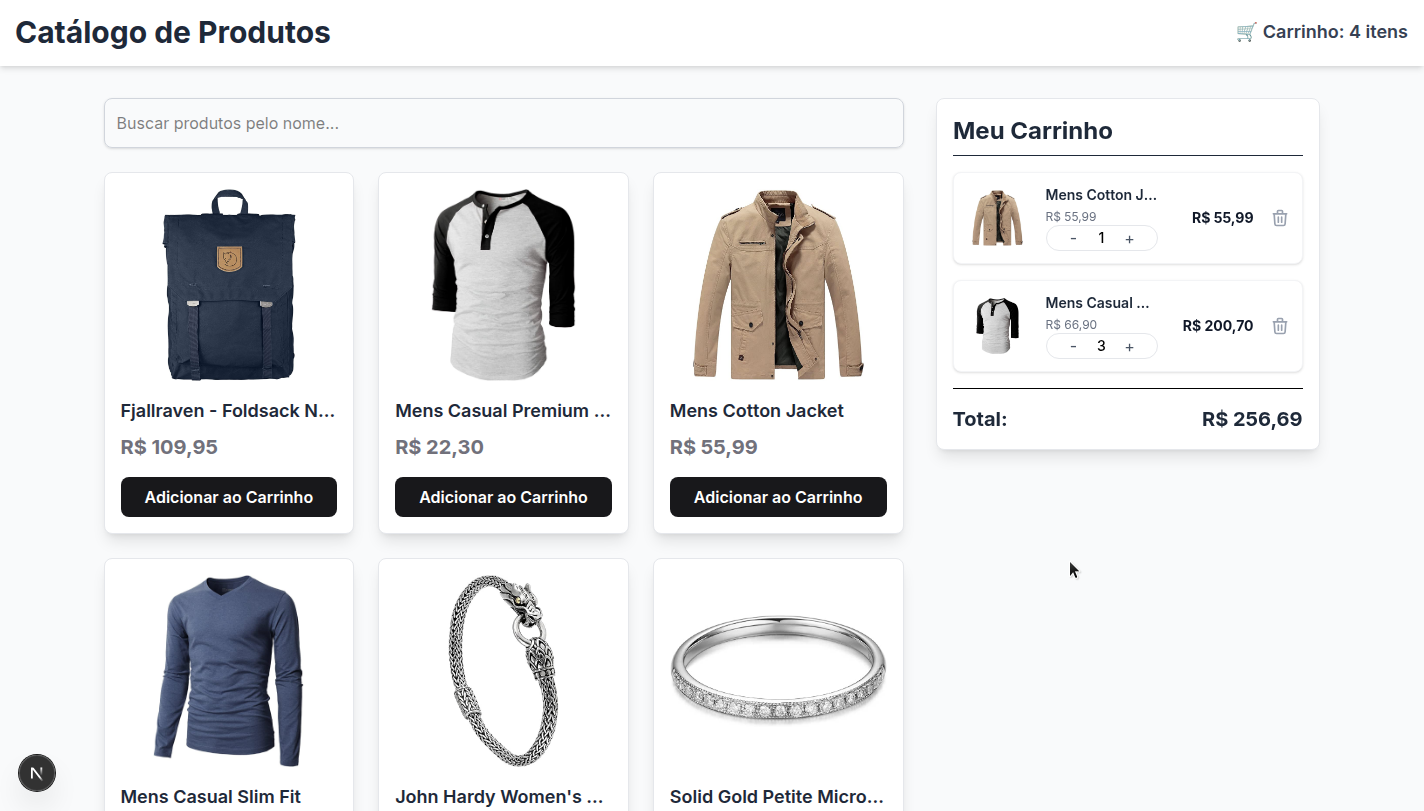 Catálogo de Produtos
🛒 Carrinho: 4 itens
Buscar produtos pelo nome...
Fjallraven - Foldsack N...
R$ 109,95
Adicionar ao Carrinho
Mens Casual Premium ...
R$ 22,30
Adicionar ao Carrinho
Mens Cotton Jacket
R$ 55,99
Adicionar ao Carrinho
Mens Casual Slim Fit
John Hardy Women's ...
Solid Gold Petite Micro...
Meu Carrinho
Mens Cotton J...
R$ 55,99
- 1 +
R$ 55,99
Mens Casual ...
R$ 66,90
- 3 +
R$ 200,70
Total: R$ 256,69
N